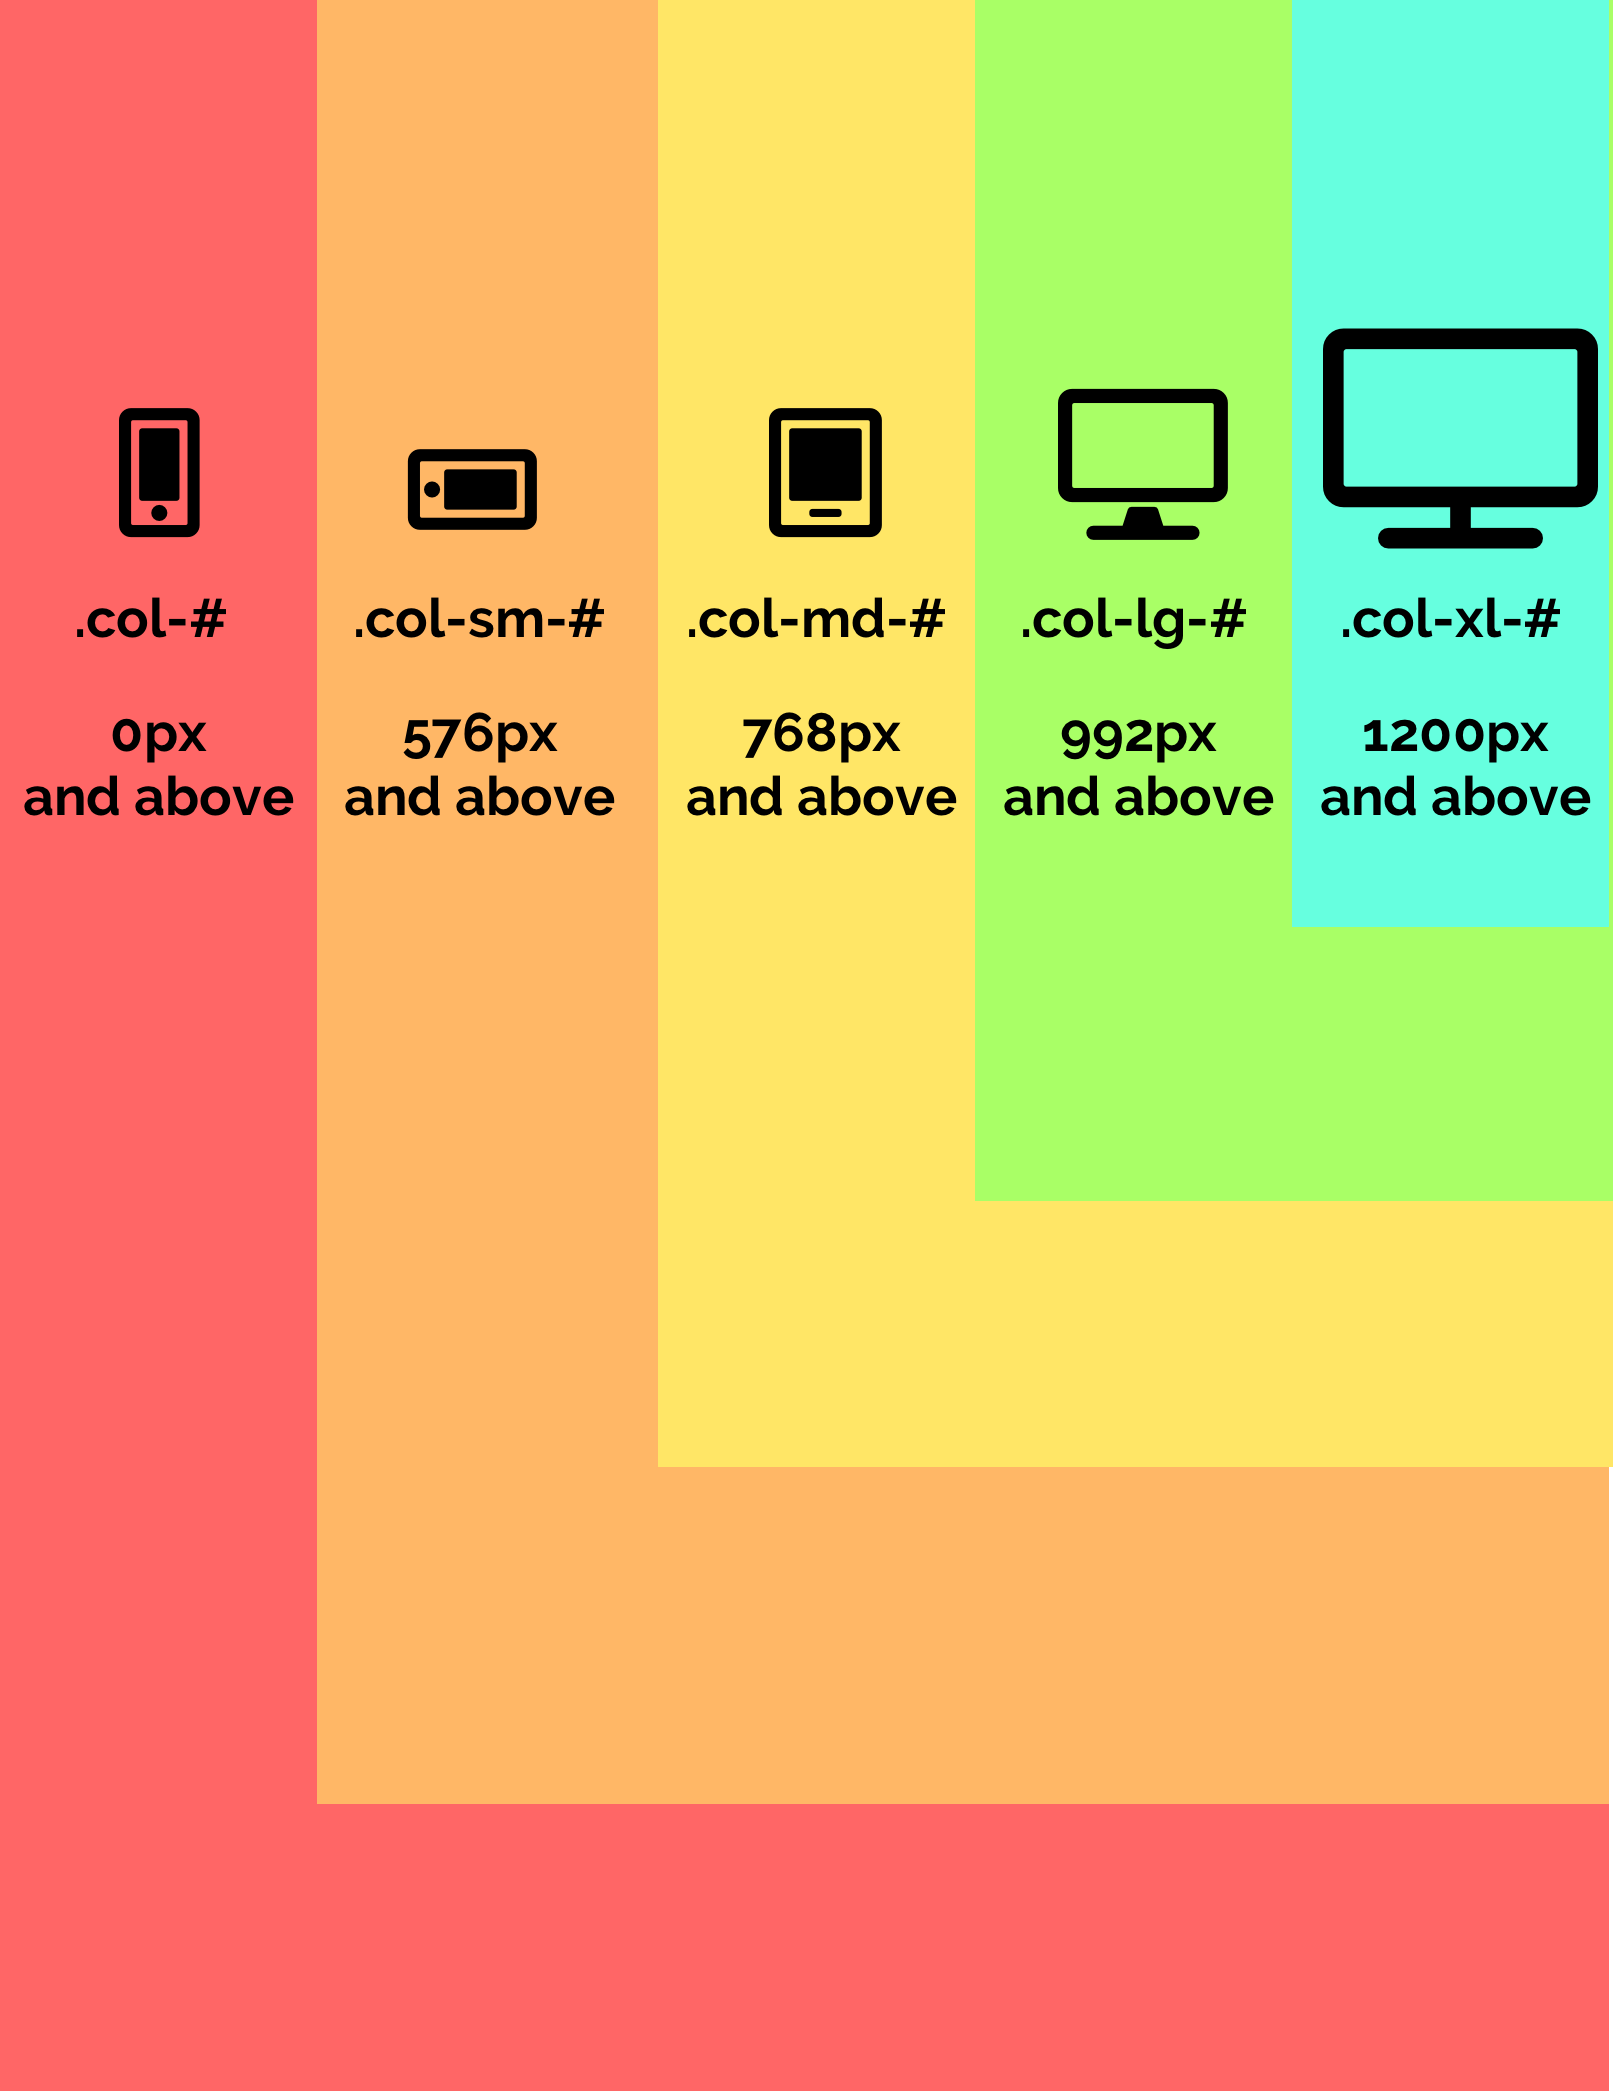 .col-#
0px
and above
.col-sm-#
576px
and above
.col-md-#
768px
and above
.col-lg-#
992px
and above
.col-xl-#
1200px
and above